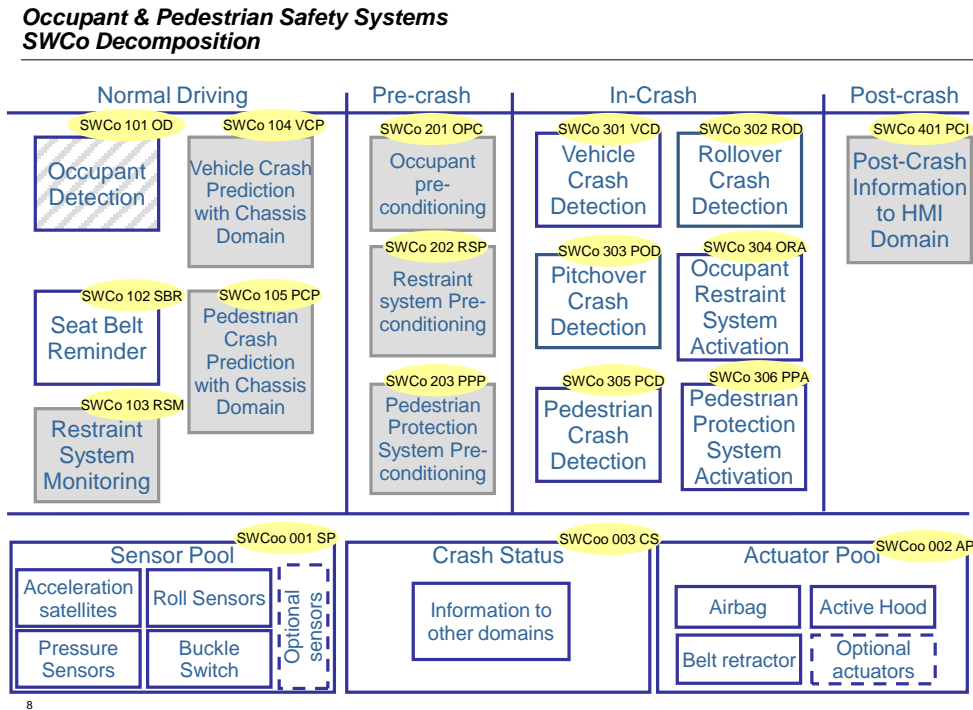 Occupant & Pedestrian Safety Systems
SWCo Decomposition
Normal Driving
Pre-crash
In-Crash
Post-crash
SWCo 101 OD
Occupant
Detection
SWCo 104 VCP
Vehicle Crash
Prediction
with Chassis
Domain
SWCo 102 SBR
Seat Belt
Reminder
SWCo 105 PCP
Pedestrian
Crash
Prediction
with Chassis
Domain
SWCo 103 RSM
Restraint
System
Monitoring
SWCo 201 OPC
Occupant
pre-
conditioning
SWCo 202 RSP
Restraint
system Pre-
conditioning
SWCo 203 PPP
Pedestrian
Protection
System Pre-
conditioning
SWCo 301 VCD
Vehicle
Crash
Detection
SWCo 302 ROD
Rollover
Crash
Detection
SWCo 303 POD
Pitchover
Crash
Detection
SWCo 304 ORA
Occupant
Restraint
System
Activation
SWCo 305 PCD
Pedestrian
Crash
Detection
SWCo 306 PPA
Pedestrian
Protection
System
Activation
SWCo 401 PCI
Post-Crash
Information
to HMI
Domain
SWCoo 001 SP
Sensor Pool
Acceleration
satellites
Roll Sensors
Pressure
Sensors
Buckle
Switch
Optional
sensors
SWCoo 003 CS
Crash Status
Information to
other domains
SWCoo 002 AP
Actuator Pool
Airbag
Active Hood
Belt retractor
Optional
actuators
8